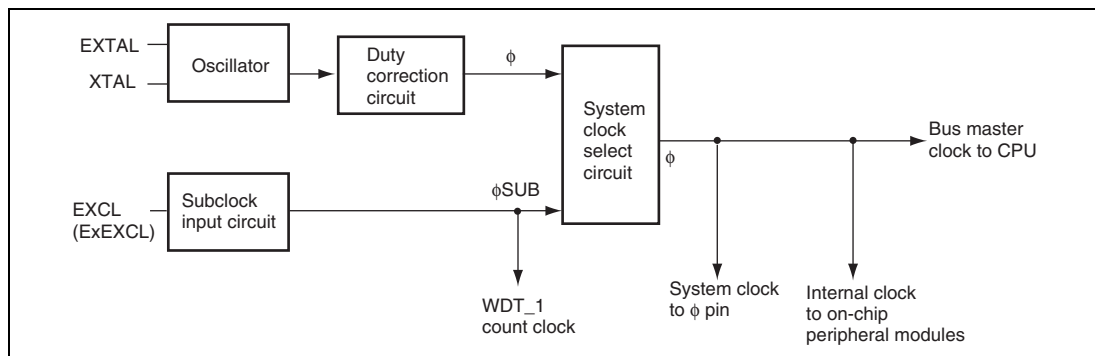 EXTAL
XTAL
Oscillator
Duty
correction
circuit
ϕ
System
clock
select
circuit
ϕ
Bus master
clock to CPU
EXCL
(ExEXCL)
Subclock
input circuit
ϕSUB
WDT_1
count clock
System clock
to ϕ pin
Internal clock
to on-chip
peripheral modules